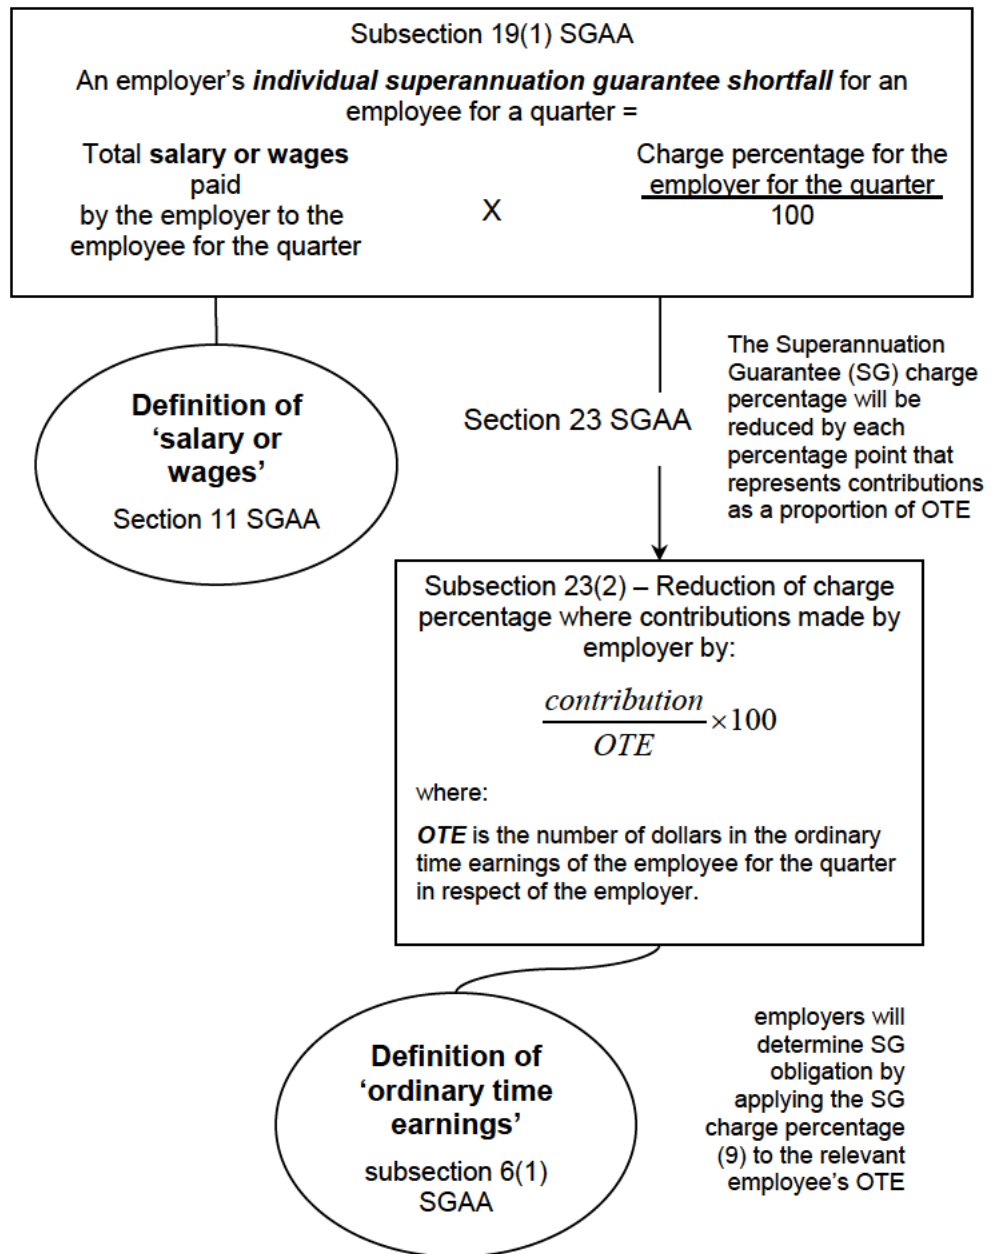 Subsection 19(1) SGAA
An employer's individual superannuation guarantee shortfall for an
employee for a quarter =
Total salary or wages
paid
by the employer to the
employee for the quarter
X
Charge percentage for the
employer for the quarter
100
Definition of
‘salary or
wages’
Section 11 SGAA
Section 23 SGAA
The Superannuation
Guarantee (SG) charge
percentage will be
reduced by each
percentage point that
represents contributions
as a proportion of OTE
Subsection 23(2) – Reduction of charge
percentage where contributions made by
employer by:
contribution
OTE
×100
where:
OTE is the number of dollars in the ordinary
time earnings of the employee for the quarter
in respect of the employer.
Definition of
‘ordinary time
earnings’
subsection 6(1)
SGAA
employers will
determine SG
obligation by
applying the SG
charge percentage
(9) to the relevant
employee’s OTE